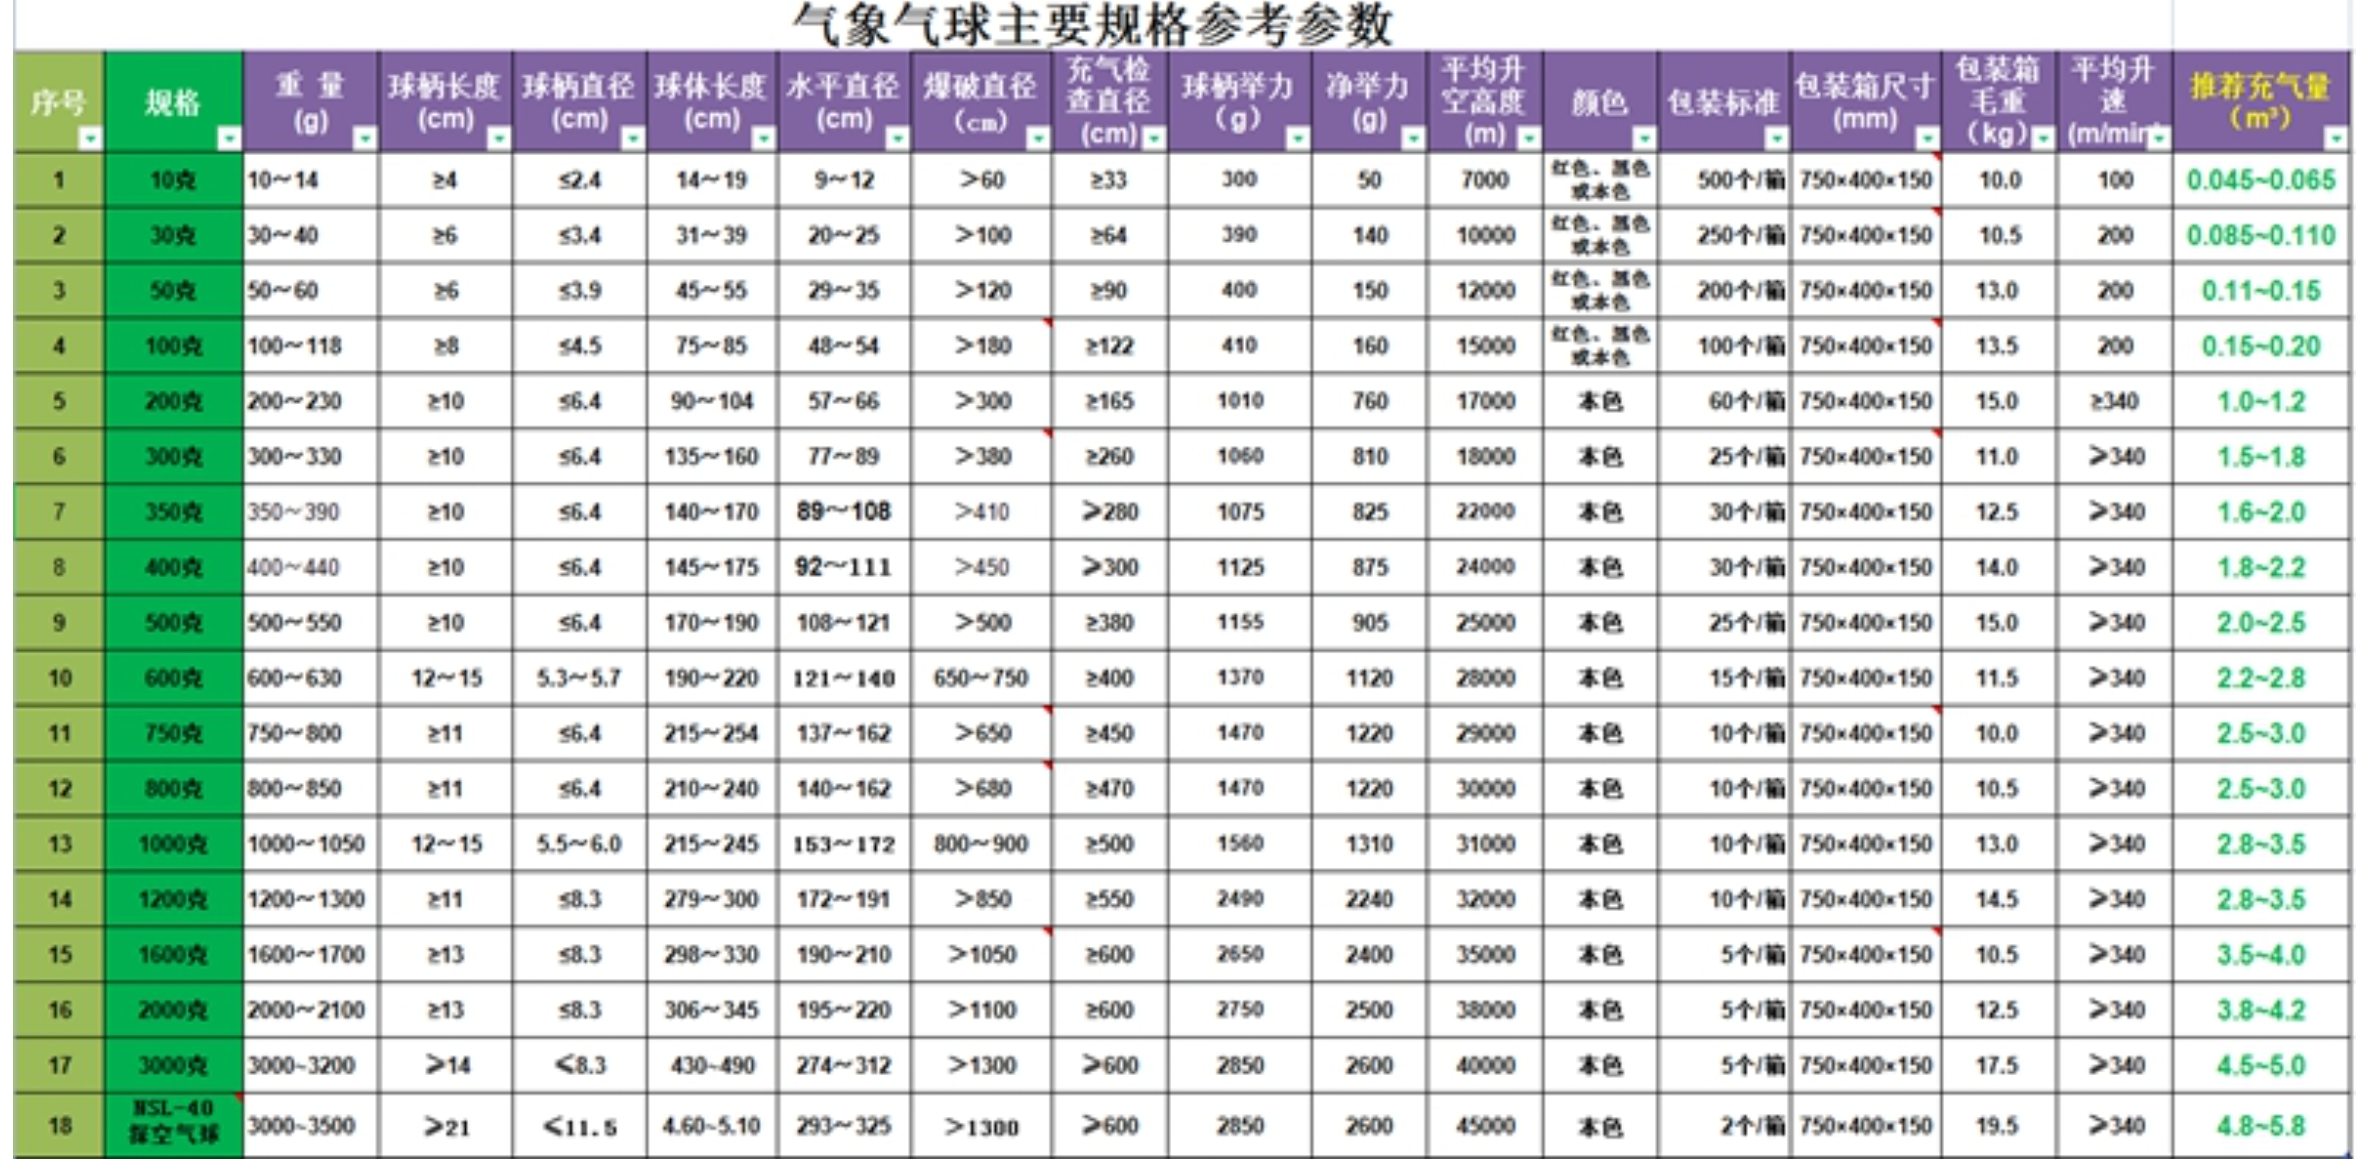 气象气球主要规格参考参数
序号 规格 重 量 (g) 球柄长度 (cm) 球柄直径 (cm) 球体长度 (cm) 水平直径 (cm) 爆破直径 (cm) 充气检查直径 (cm) 球柄举力 (g) 净举力 (g) 平均升空高度 (m) 颜色 包装标准 包装箱尺寸 (mm) 包装箱毛重 (kg) 平均升速 (m/min 推荐充气量 (m³)
1 10克 10～14 ≥4 ≤2.4 14～19 9～12 >60 ≥33 300 50 7000 红色、黑色或本色 500个/箱 750×400×150 10.0 100 0.045~0.065
2 30克 30～40 ≥6 ≤3.4 31～39 20～25 >100 ≥64 390 140 10000 红色、黑色或本色 250个/箱 750×400×150 10.5 200 0.085~0.110
3 50克 50～60 ≥6 ≤3.9 45～55 29～35 >120 ≥90 400 150 12000 红色、黑色或本色 200个/箱 750×400×150 13.0 200 0.11~0.15
4 100克 100～118 ≥8 ≤4.5 75～85 48～54 >180 ≥122 410 160 15000 红色、黑色或本色 100个/箱 750×400×150 13.5 200 0.15~0.20
5 200克 200～230 ≥10 ≤6.4 90～104 57～66 >300 ≥165 1010 760 17000 本色 60个/箱 750×400×150 15.0 ≥340 1.0~1.2
6 300克 300～330 ≥10 ≤6.4 135～160 77～89 >380 ≥260 1060 810 18000 本色 25个/箱 750×400×150 11.0 ≥340 1.5~1.8
7 350克 350～390 ≥10 ≤6.4 140～170 89～108 >410 ≥280 1075 825 22000 本色 30个/箱 750×400×150 12.5 ≥340 1.6~2.0
8 400克 400～440 ≥10 ≤6.4 145～175 92～111 >450 ≥300 1125 875 24000 本色 30个/箱 750×400×150 14.0 ≥340 1.8~2.2
9 500克 500～550 ≥10 ≤6.4 170～190 108～121 >500 ≥380 1155 905 25000 本色 25个/箱 750×400×150 15.0 ≥340 2.0~2.5
10 600克 600～630 12～15 5.3～5.7 190～220 121～140 650～750 ≥400 1370 1120 28000 本色 15个/箱 750×400×150 11.5 ≥340 2.2~2.8
11 750克 750～800 ≥11 ≤6.4 215～254 137～162 >650 ≥450 1470 1220 29000 本色 10个/箱 750×400×150 10.0 ≥340 2.5~3.0
12 800克 800～850 ≥11 ≤6.4 210～240 140～162 >680 ≥470 1470 1220 30000 本色 10个/箱 750×400×150 10.5 ≥340 2.5~3.0
13 1000克 1000～1050 12～15 5.5～6.0 215～245 153～172 800～900 ≥500 1560 1310 31000 本色 10个/箱 750×400×150 13.0 ≥340 2.8~3.5
14 1200克 1200～1300 ≥11 ≤8.3 279～300 172～191 >850 ≥550 2490 2240 32000 本色 10个/箱 750×400×150 14.5 ≥340 2.8~3.5
15 1600克 1600～1700 ≥13 ≤8.3 298～330 190～210 >1050 ≥600 2650 2400 35000 本色 5个/箱 750×400×150 10.5 ≥340 3.5~4.0
16 2000克 2000～2100 ≥13 ≤8.3 306～345 195～220 >1100 ≥600 2750 2500 38000 本色 5个/箱 750×400×150 12.5 ≥340 3.8~4.2
17 3000克 3000~3200 ≥14 ≤8.3 430~490 274～312 >1300 ≥600 2850 2600 40000 本色 5个/箱 750×400×150 17.5 ≥340 4.5~5.0
18 HSL-40探空气球 3000~3500 ≥21 ≤11.5 4.60~5.10 293～325 >1300 ≥600 2850 2600 45000 本色 2个/箱 750×400×150 19.5 ≥340 4.8~5.8